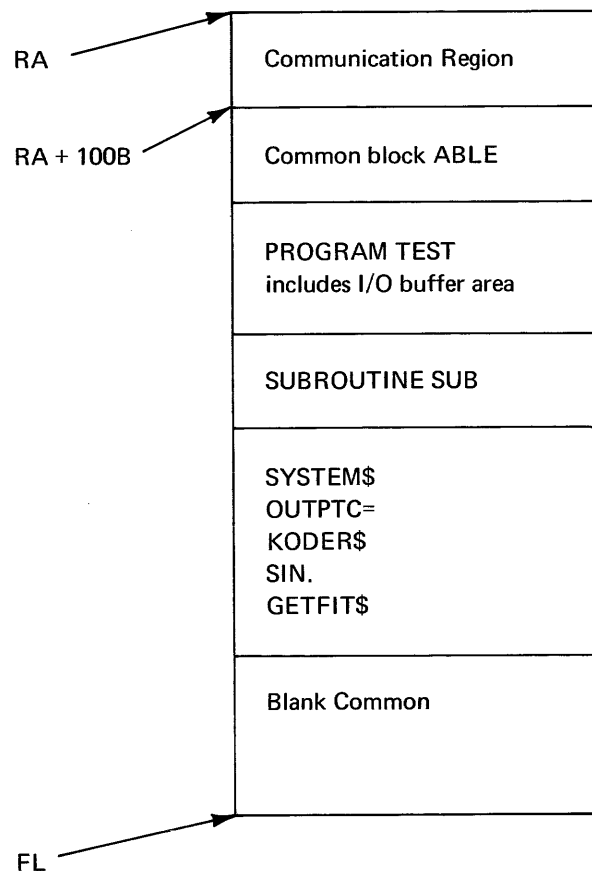 RA
Communication Region
RA + 100B
Common block ABLE
PROGRAM TEST
includes I/O buffer area
SUBROUTINE SUB
SYSTEM$
OUTPTC=
KODER$
SIN.
GETFIT$
Blank Common
FL